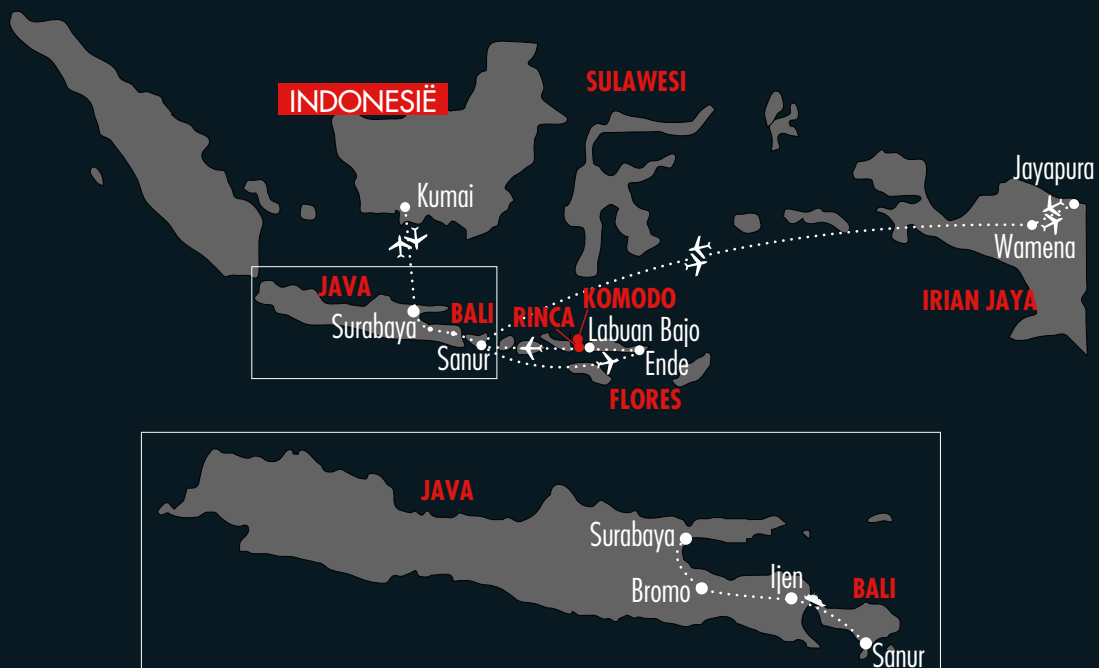 SULAWESI
INDONESIË
Jayapura
Kumai
Wamena
JAVA
KOMODO
IRIAN JAYA
BALI
RINCA
Surabaya
Labuan Bajo
Sanur
Ende
FLORES
JAVA
Surabaya
Ijen
Bromo
BALI
Sanur